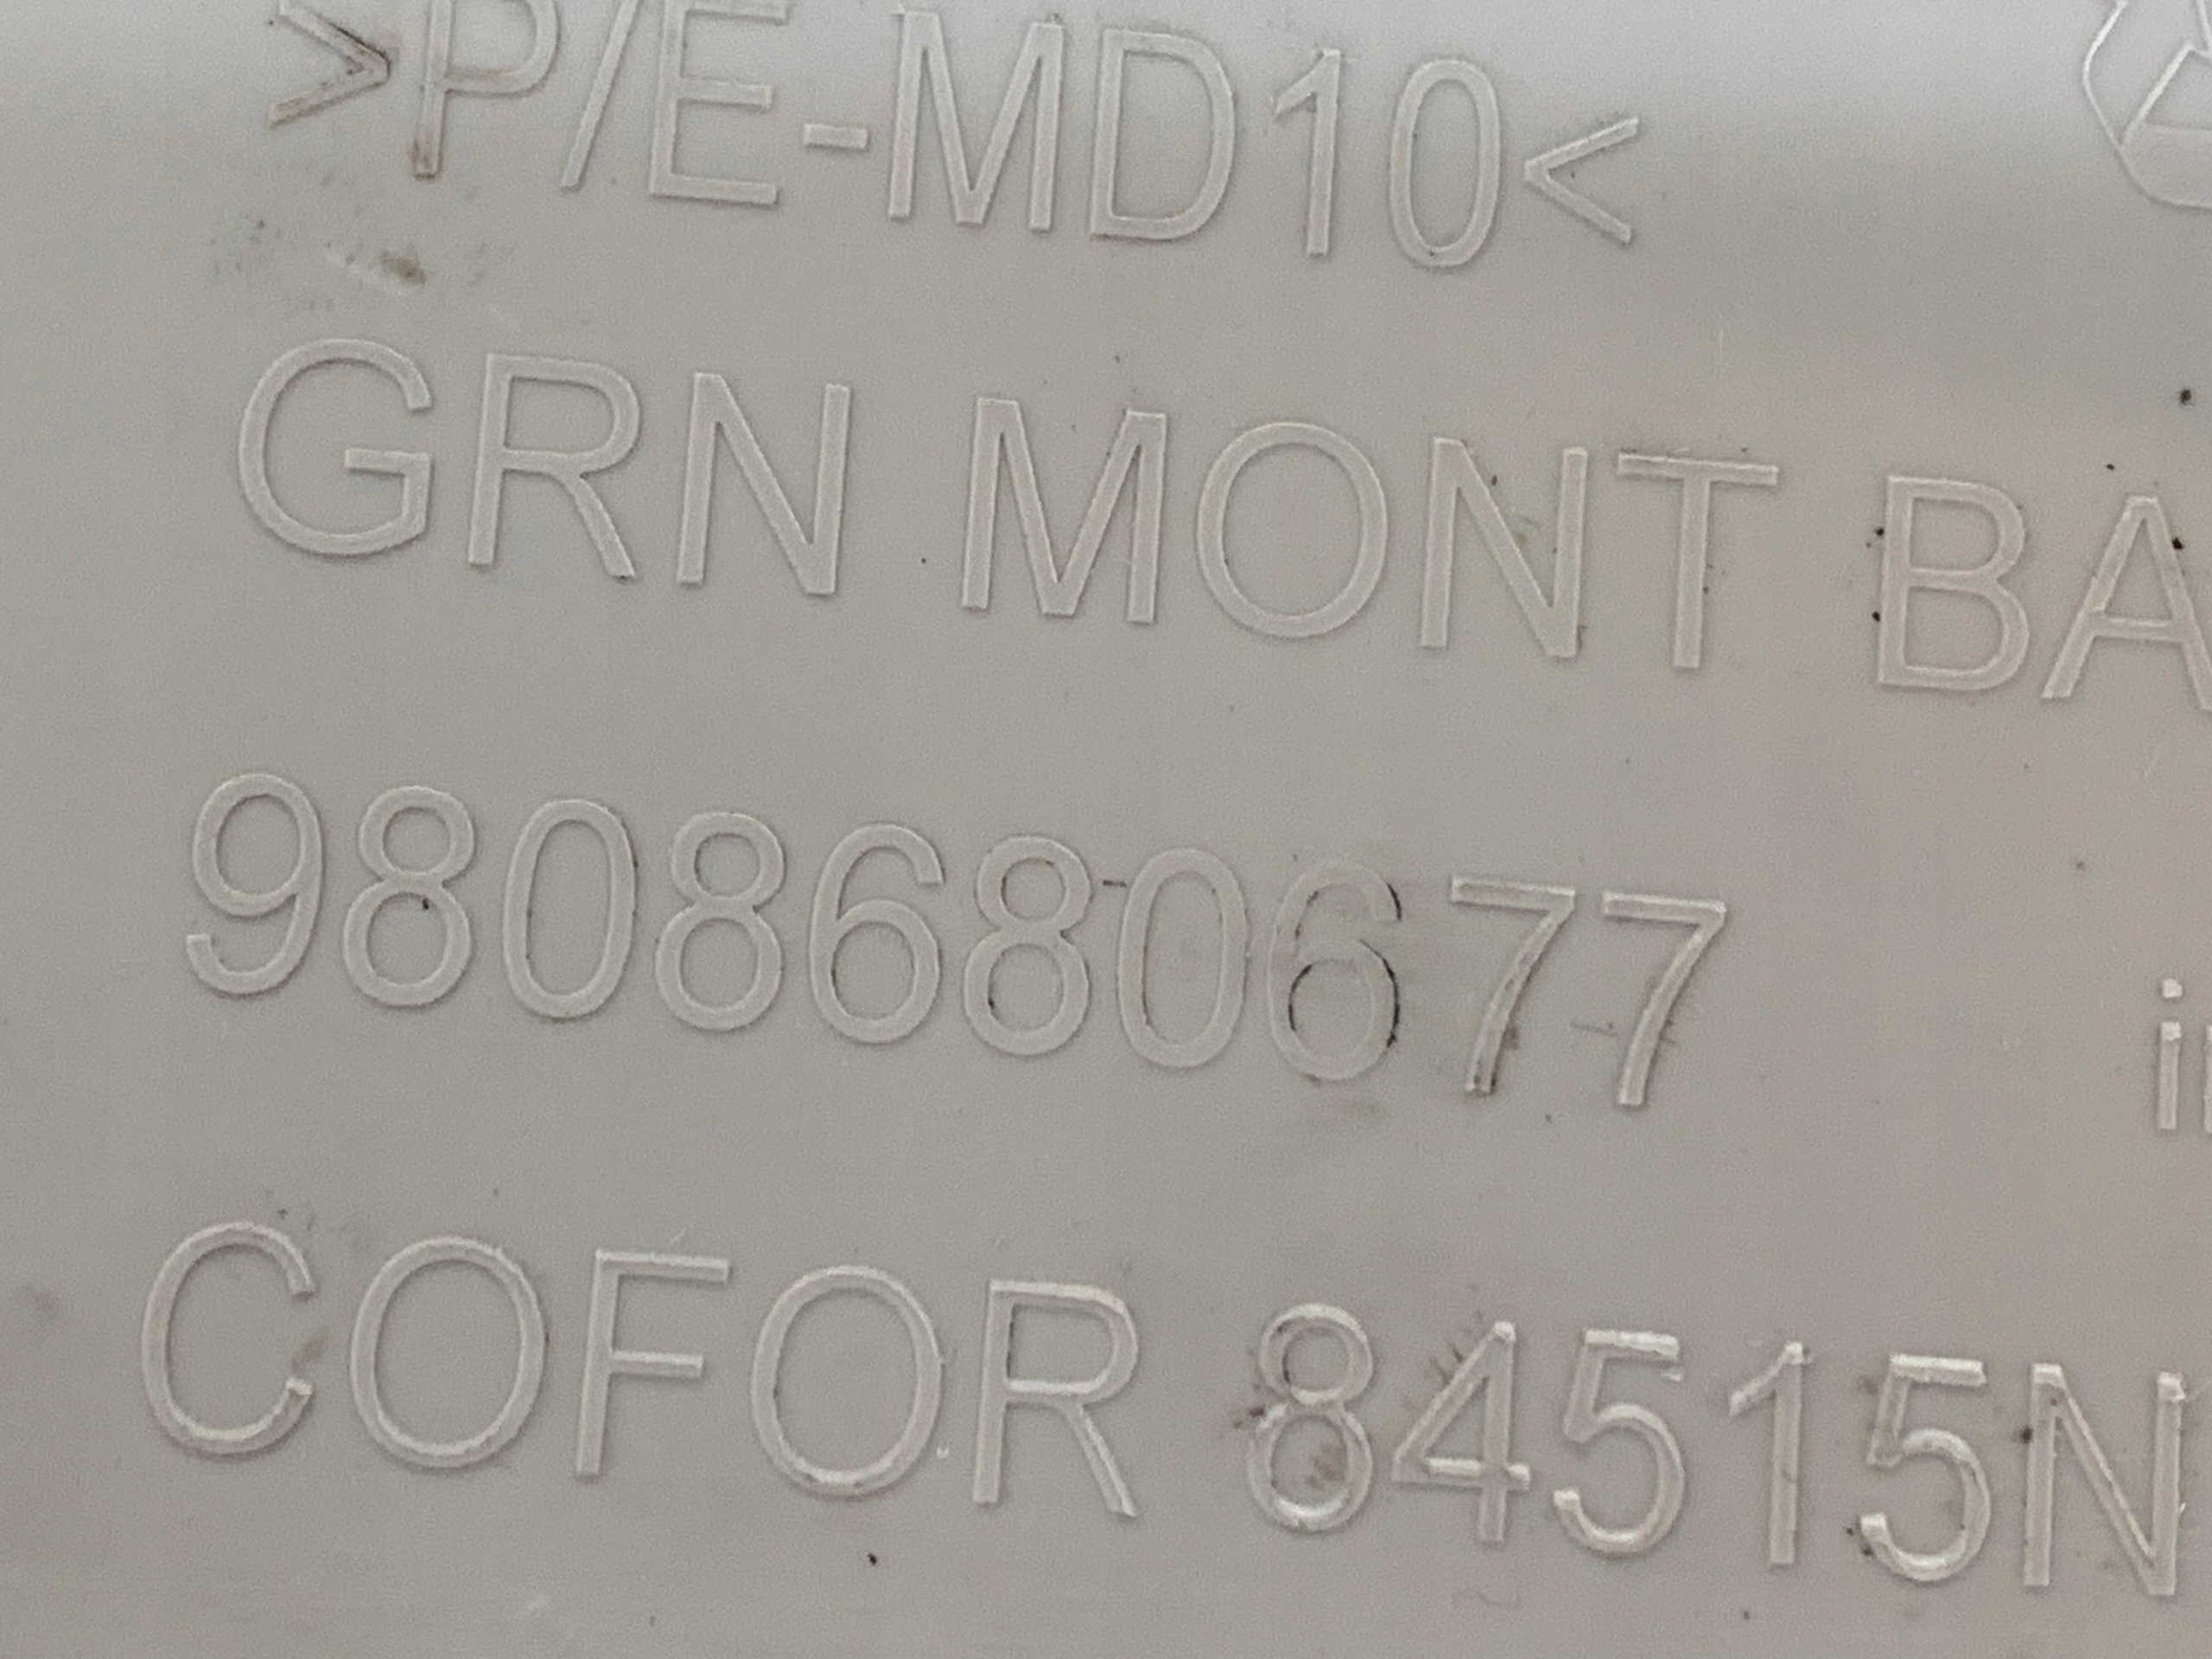 >P/E-MD10<
GRN MONT BA
9808680677
COFOR 84515N